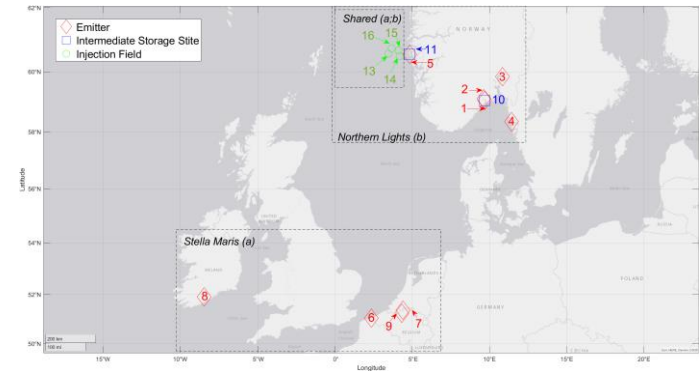 62°N
60°N
58°N
56°N
54°N
52°N
50°N
Latitude
Emitter
Intermediate Storage Stite
Injection Field
Shared (a;b)
15
16
11
5
13
14
NORWAY
3
2
10
1
4
Northern Lights (b)
Stella Maris (a)
8
6
9
7
IRELAND
DENMARK
GERMANY
POLAND
BELGIUM
200 km
100 mi
15°W
10°W
5°W
0°
5°E
10°E
15°E
20°E
Longitude